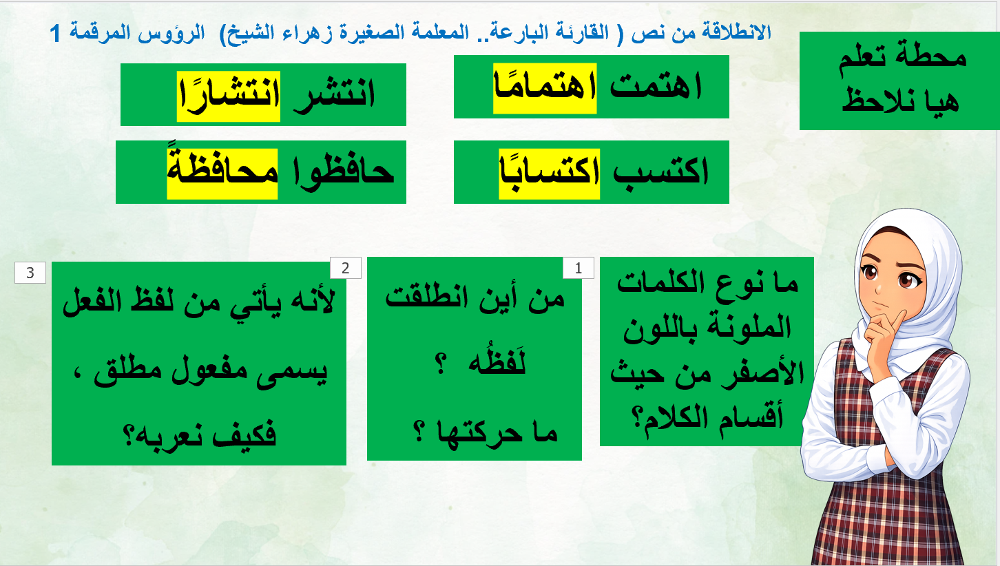 الانطلاقة من نص ( القارئة البارعة.. المعلمة الصغيرة زهراء الشيخ) الرؤوس المرقمة 1
محطة تعلم
هيا نلاحظ
اهتمت اهتمامًا
انتشر انتشارًا
اكتسب اكتسابًا
حافظوا محافظةً
1
ما نوع الكلمات
الملونة باللون
الأصفر من حيث
أقسام الكلام؟
2
من أين انطلقت
لَفظُه ؟
ما حركتها ؟
3
لأنه يأتي من لفظ الفعل
يسمى مفعول مطلق ،
فكيف نعربه؟